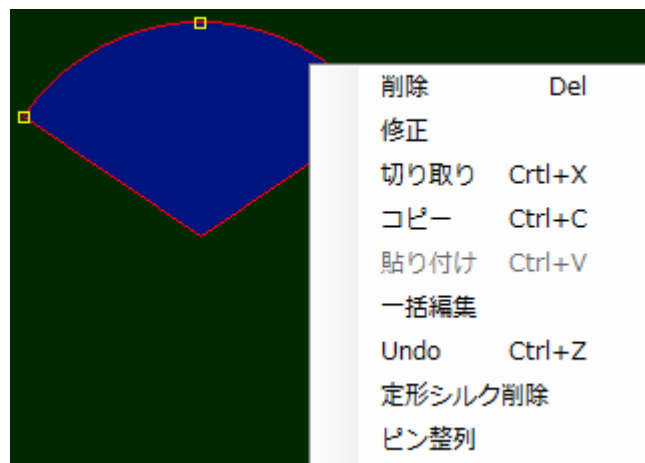 削除 Del
修正
切り取り Crtl+X
コピー Ctrl+C
貼り付け Ctrl+V
一括編集
Undo Ctrl+Z
定形シルク削除
ピン整列